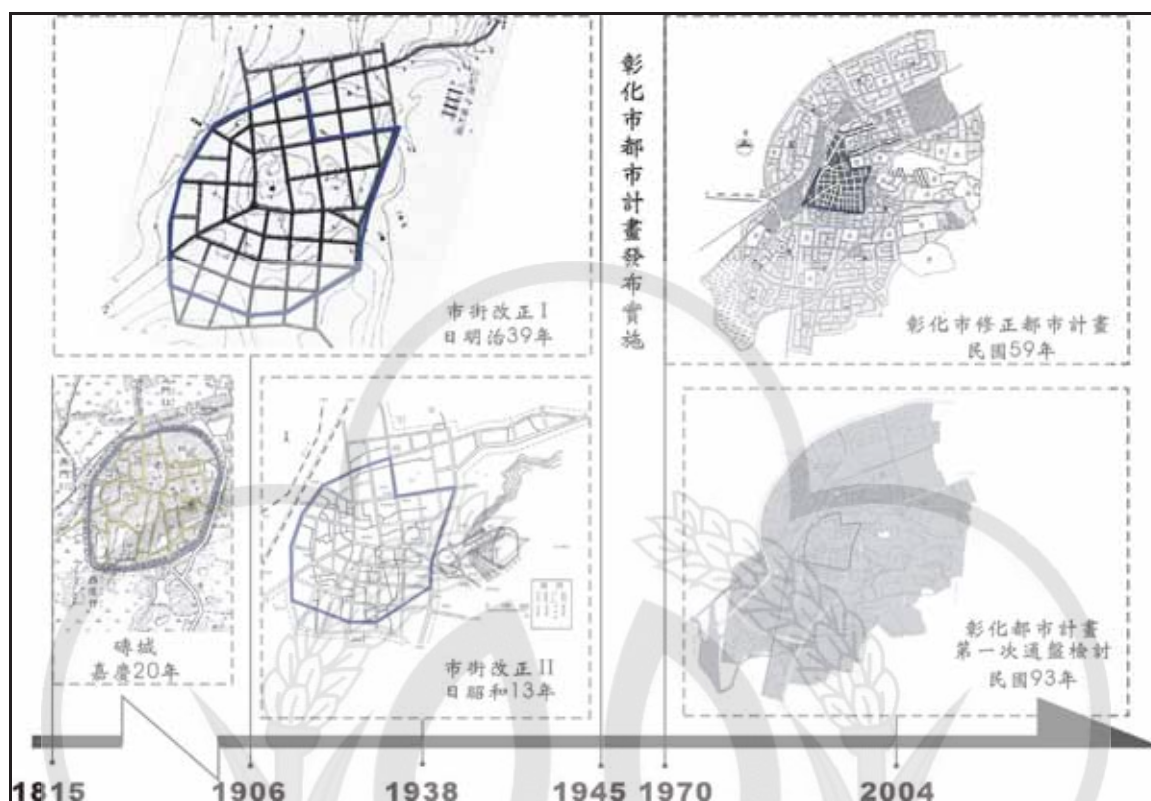 市街改正 I
日明治39年
彰化市都市計畫發布實施
彰化市修正都市計畫
民國59年
磚城
嘉慶20年
市街改正 II
日昭和13年
彰化都市計畫
第一次通盤檢討
民國93年
1815
1906
1938
1945
1970
2004